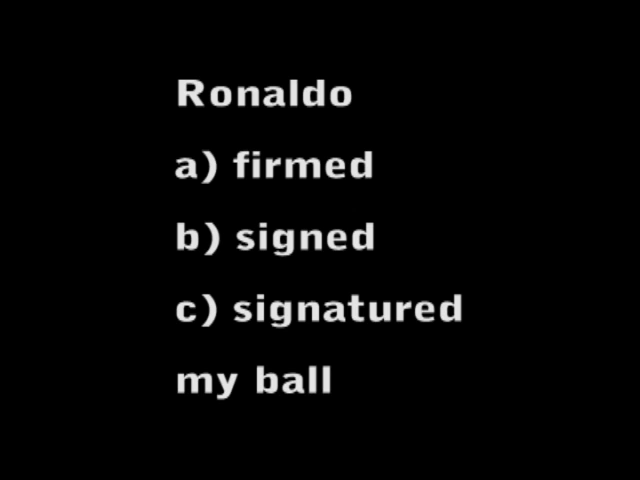 Ronaldo
a) firmed
b) signed
c) signatured
my ball